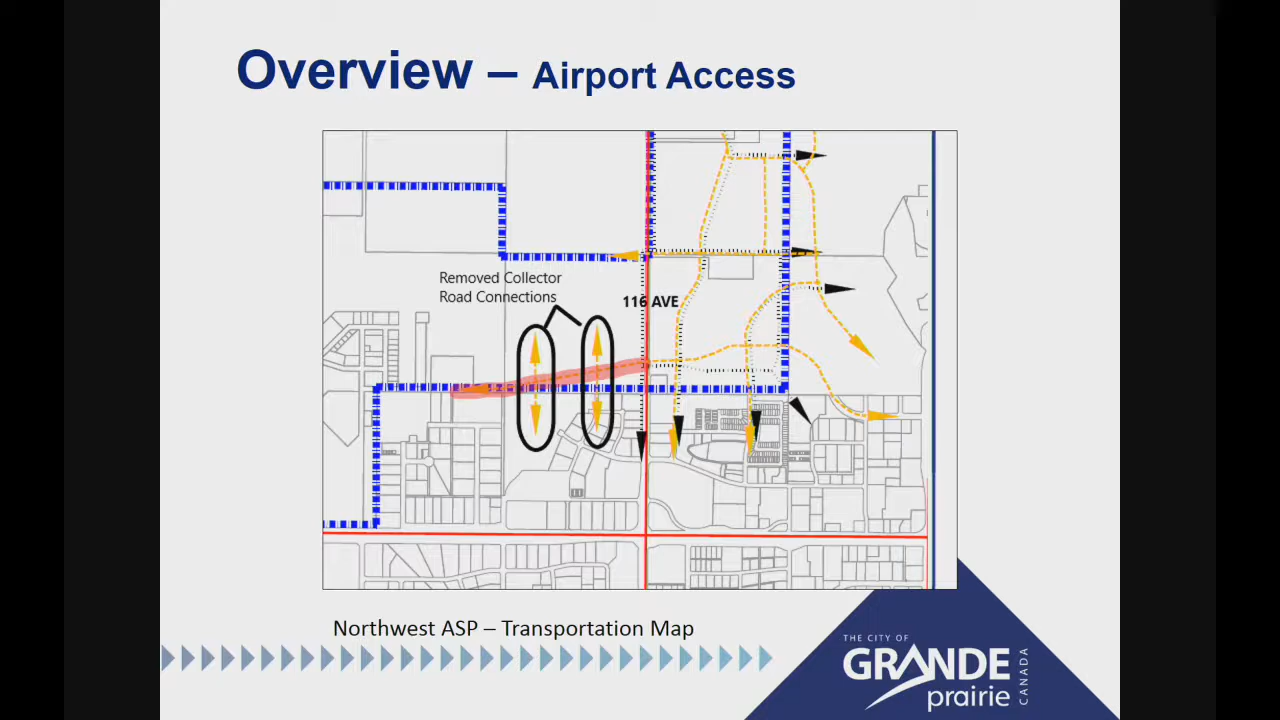 Overview – Airport Access
Removed Collector
Road Connections
116 AVE
Northwest ASP – Transportation Map
THE CITY OF
GRANDE
prairie
CANADA